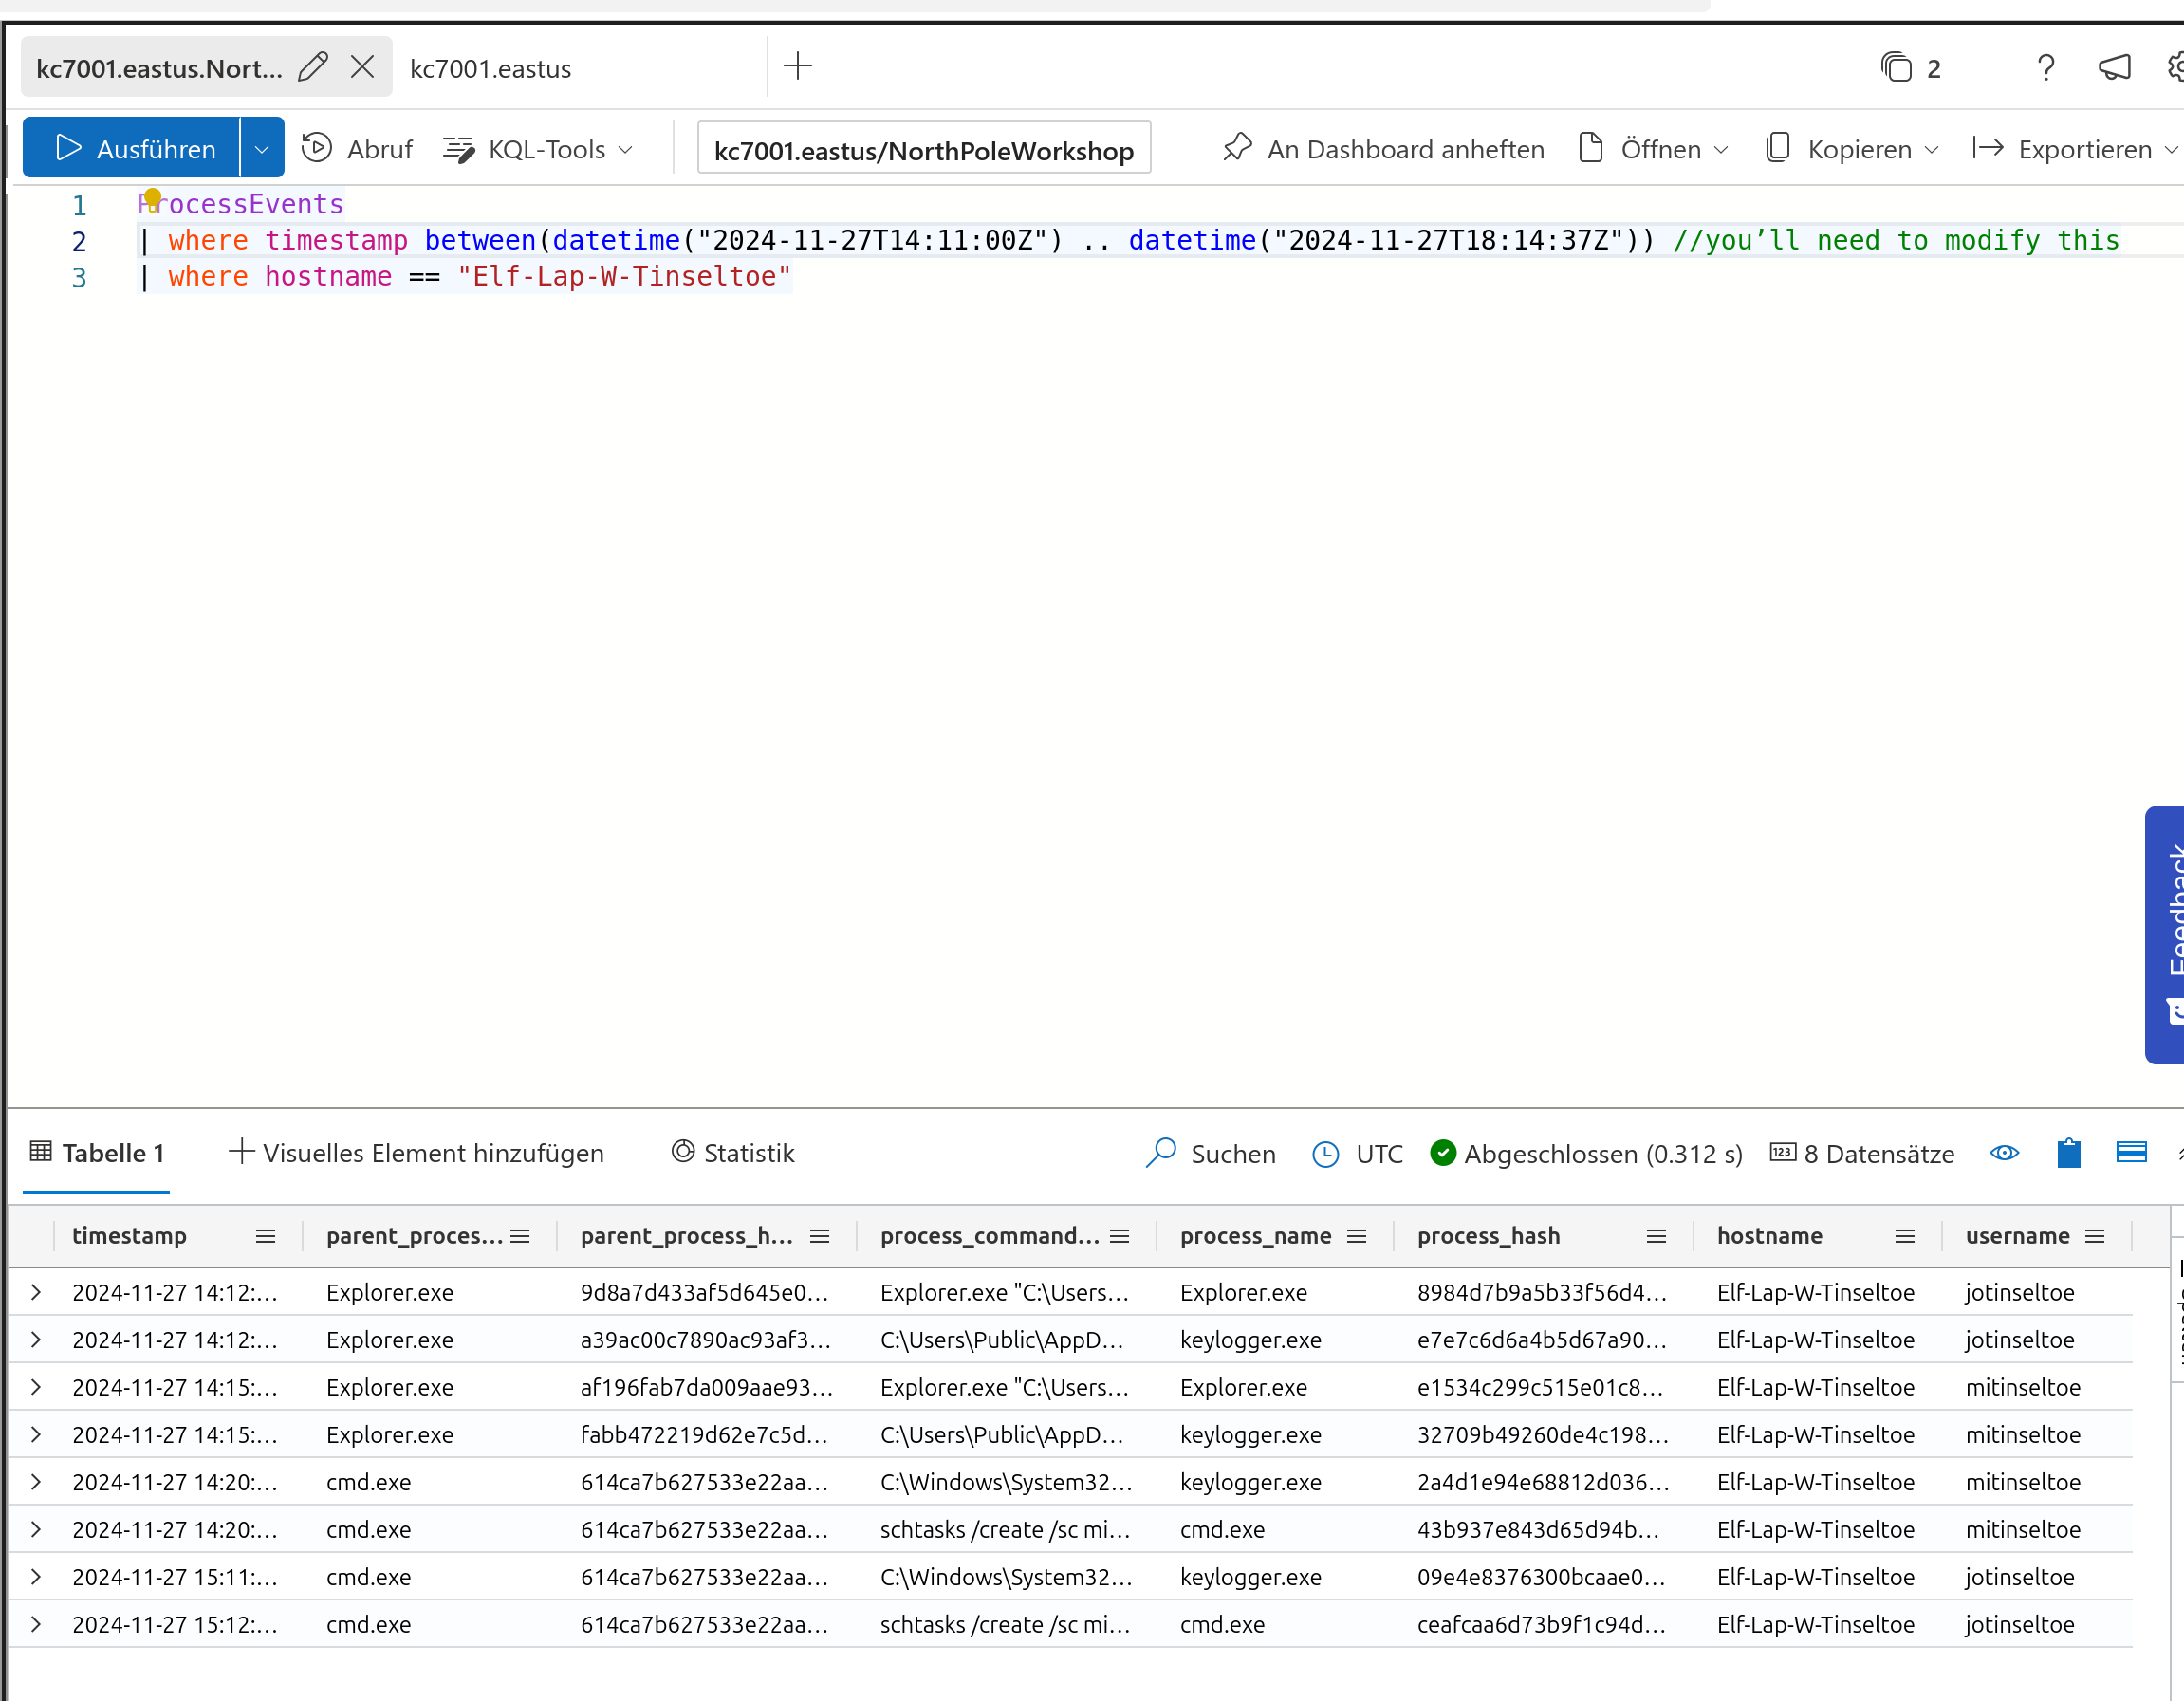 kc7001.eastus.Nort... kc7001.eastus 2
Ausführen Abruf KQL-Tools kc7001.eastus/NorthPoleWorkshop An Dashboard anheften Öffnen Kopieren Exportieren
1 ProcessEvents
2 | where timestamp between(datetime("2024-11-27T14:11:00Z") .. datetime("2024-11-27T18:14:37Z")) //you’ll need to modify this
3 | where hostname == "Elf-Lap-W-Tinseltoe"
Feedback
Tabelle 1 Visuelles Element hinzufügen Statistik Suchen UTC Abgeschlossen (0.312 s) 123 8 Datensätze
timestamp parent_proces... parent_process_h... process_command... process_name process_hash hostname username
2024-11-27 14:12:... Explorer.exe 9d8a7d433af5d645e0... Explorer.exe "C:\Users... Explorer.exe 8984d7b9a5b33f56d4... Elf-Lap-W-Tinseltoe jotinseltoe
2024-11-27 14:12:... Explorer.exe a39ac00c7890ac93af3... C:\Users\Public\AppD... keylogger.exe e7e7c6d6a4b5d67a90... Elf-Lap-W-Tinseltoe jotinseltoe
2024-11-27 14:15:... Explorer.exe af196fab7da009aae93... Explorer.exe "C:\Users... Explorer.exe e1534c299c515e01c8... Elf-Lap-W-Tinseltoe mitinseltoe
2024-11-27 14:15:... Explorer.exe fabb472219d62e7c5d... C:\Users\Public\AppD... keylogger.exe 32709b49260de4c198... Elf-Lap-W-Tinseltoe mitinseltoe
2024-11-27 14:20:... cmd.exe 614ca7b627533e22aa... C:\Windows\System32... keylogger.exe 2a4d1e94e68812d036... Elf-Lap-W-Tinseltoe mitinseltoe
2024-11-27 14:20:... cmd.exe 614ca7b627533e22aa... schtasks /create /sc mi... cmd.exe 43b937e843d65d94b... Elf-Lap-W-Tinseltoe mitinseltoe
2024-11-27 15:11:... cmd.exe 614ca7b627533e22aa... C:\Windows\System32... keylogger.exe 09e4e8376300bcaae0... Elf-Lap-W-Tinseltoe jotinseltoe
2024-11-27 15:12:... cmd.exe 614ca7b627533e22aa... schtasks /create /sc mi... cmd.exe ceafcaa6d73b9f1c94d... Elf-Lap-W-Tinseltoe jotinseltoe